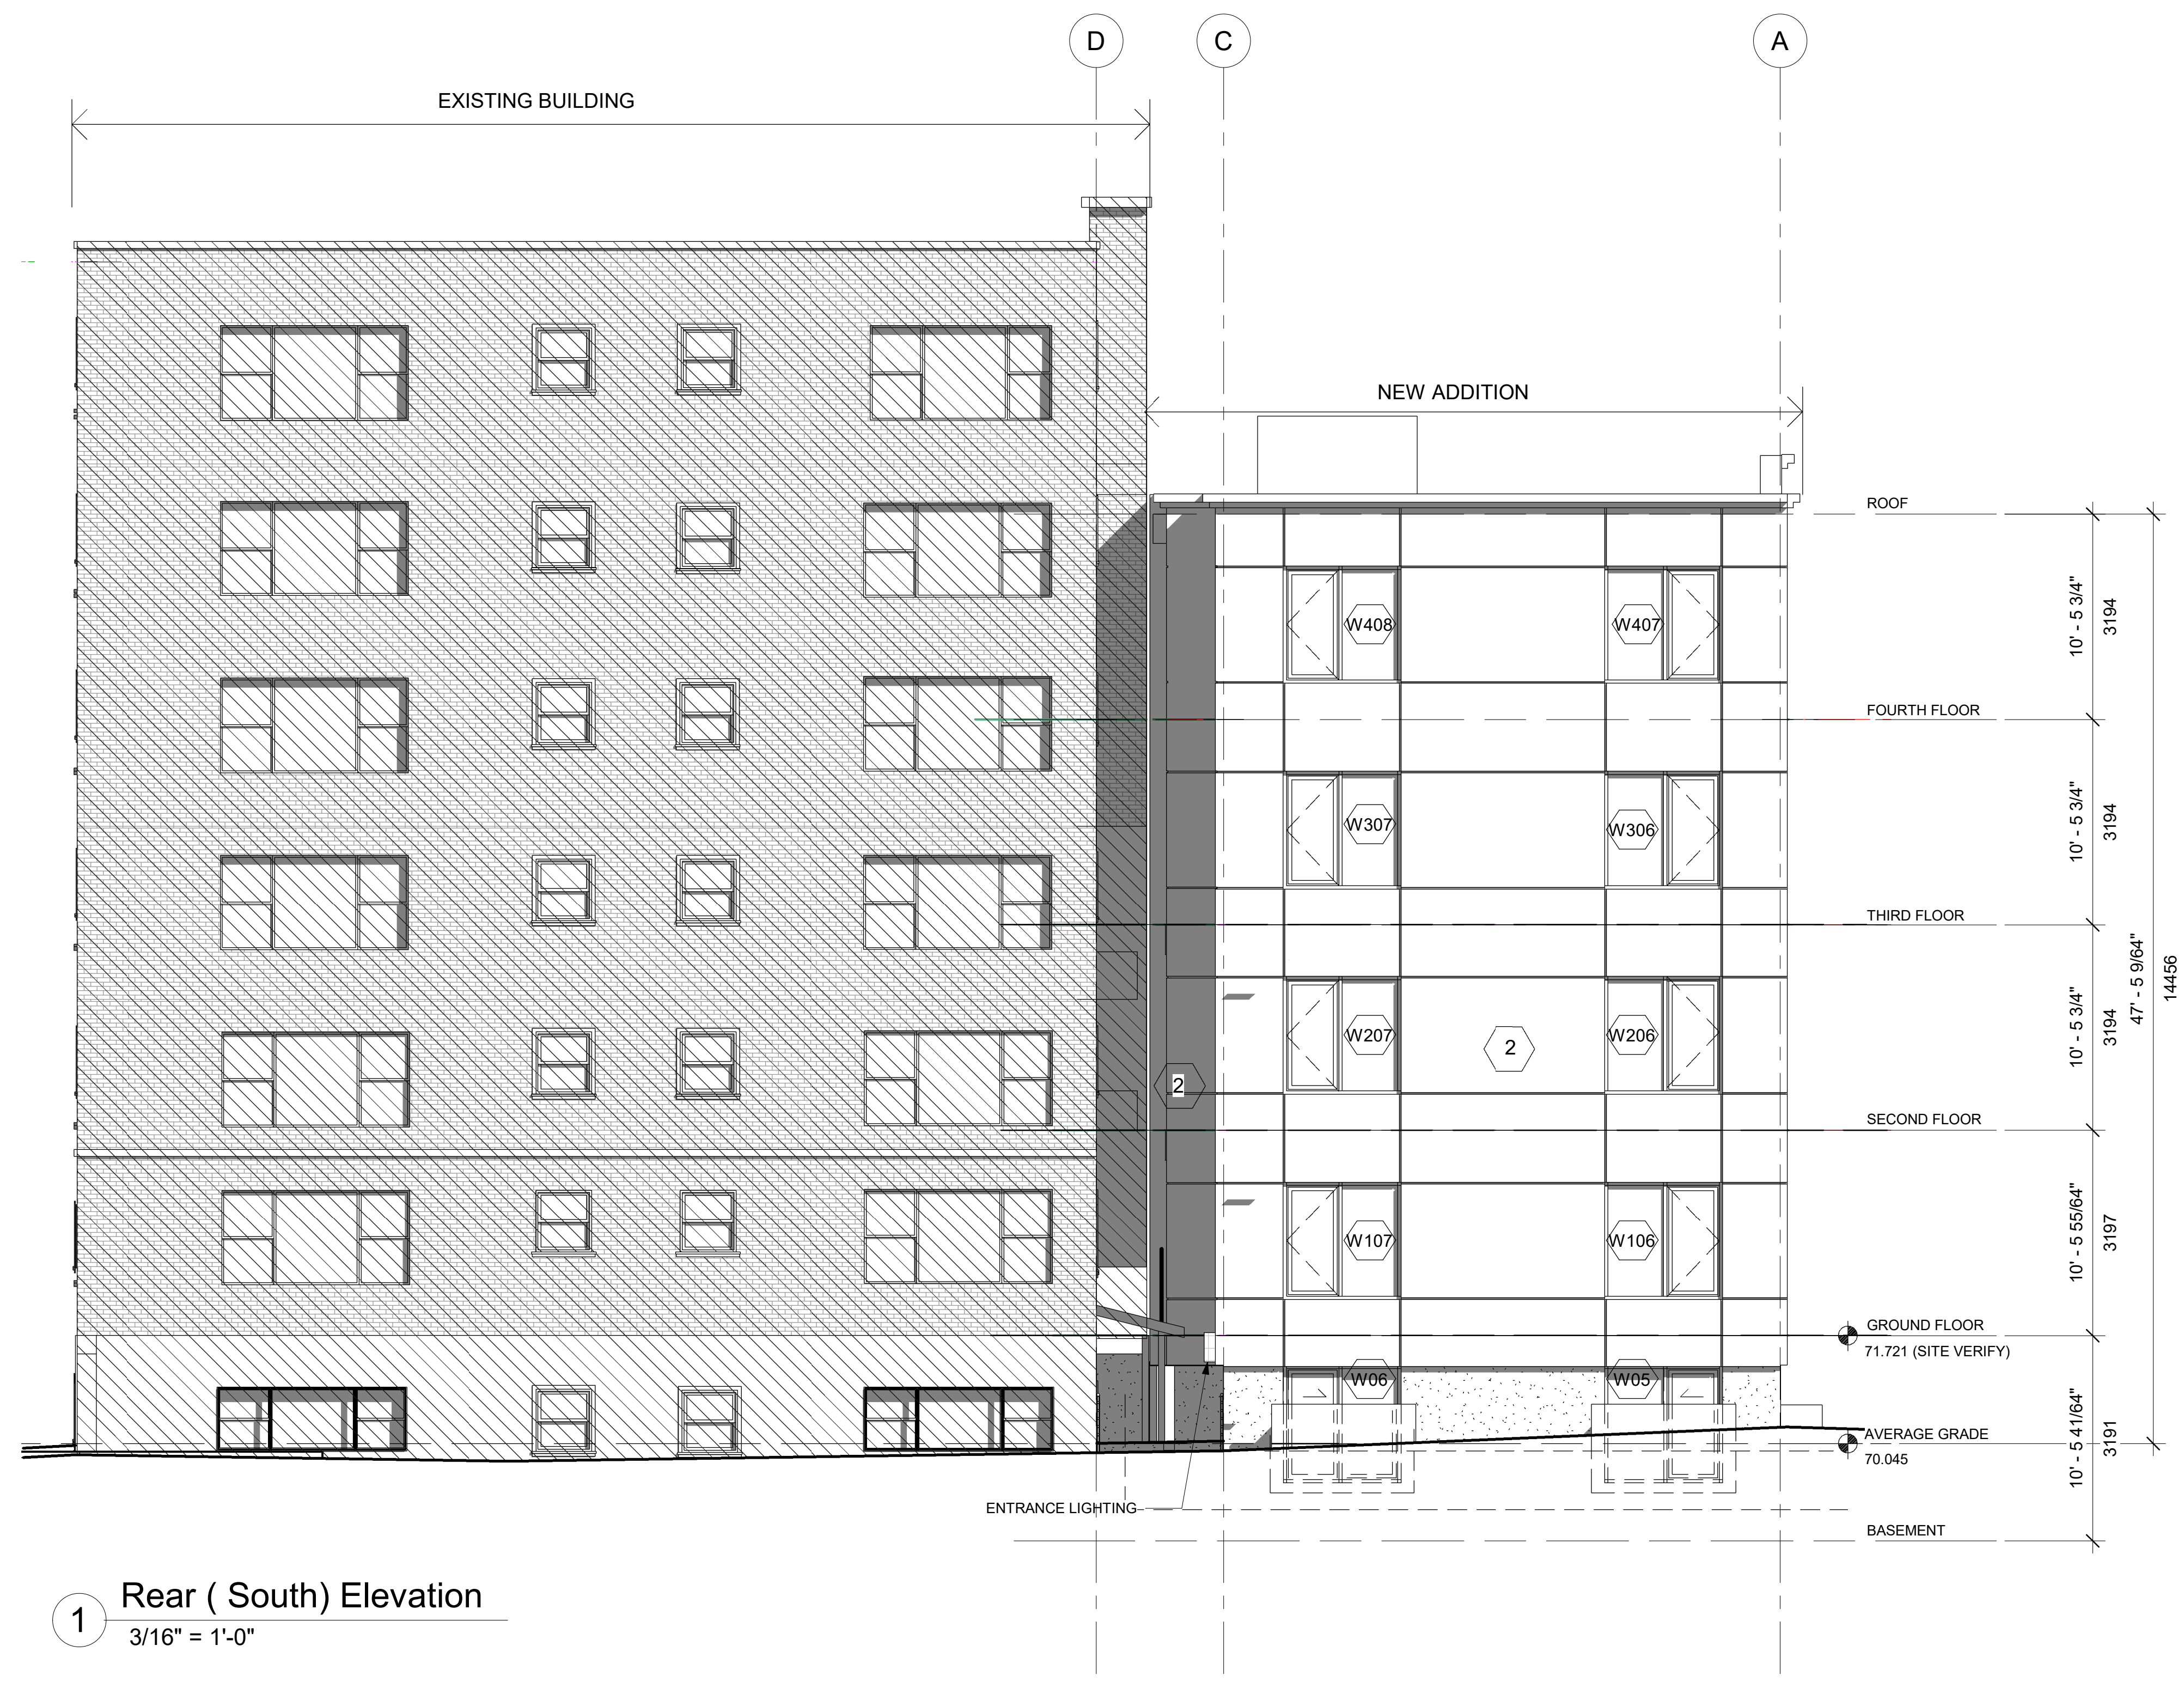 D
C
A
EXISTING BUILDING
NEW ADDITION
ROOF
10' - 5 3/4"
3194
W408
W407
FOURTH FLOOR
10' - 5 3/4"
3194
W307
W306
THIRD FLOOR
47' - 5 9/64"
14456
10' - 5 3/4"
3194
W207
W206
2
2
SECOND FLOOR
10' - 5 55/64"
3197
W107
W106
GROUND FLOOR
71.721 (SITE VERIFY)
W06
W05
10' - 5 41/64"
3191
AVERAGE GRADE
70.045
ENTRANCE LIGHTING
BASEMENT
1
Rear ( South) Elevation
3/16" = 1'-0"